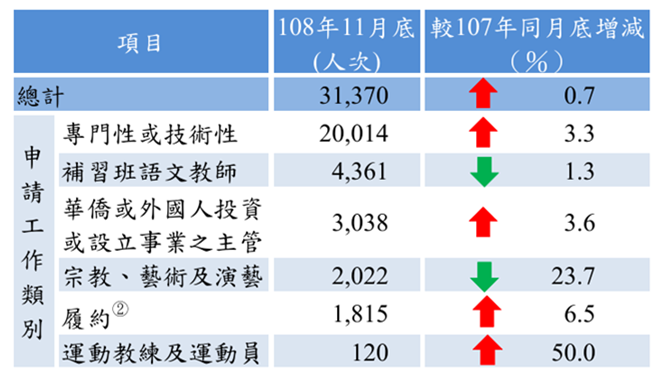 項目 108年11月底 較107年同月底增減
(人次) （％）
總計 31,370 0.7
申請工作類別
專門性或技術性 20,014 3.3
補習班語文教師 4,361 1.3
華僑或外國人投資
或設立事業之主管 3,038 3.6
宗教、藝術及演藝 2,022 23.7
履約② 1,815 6.5
運動教練及運動員 120 50.0